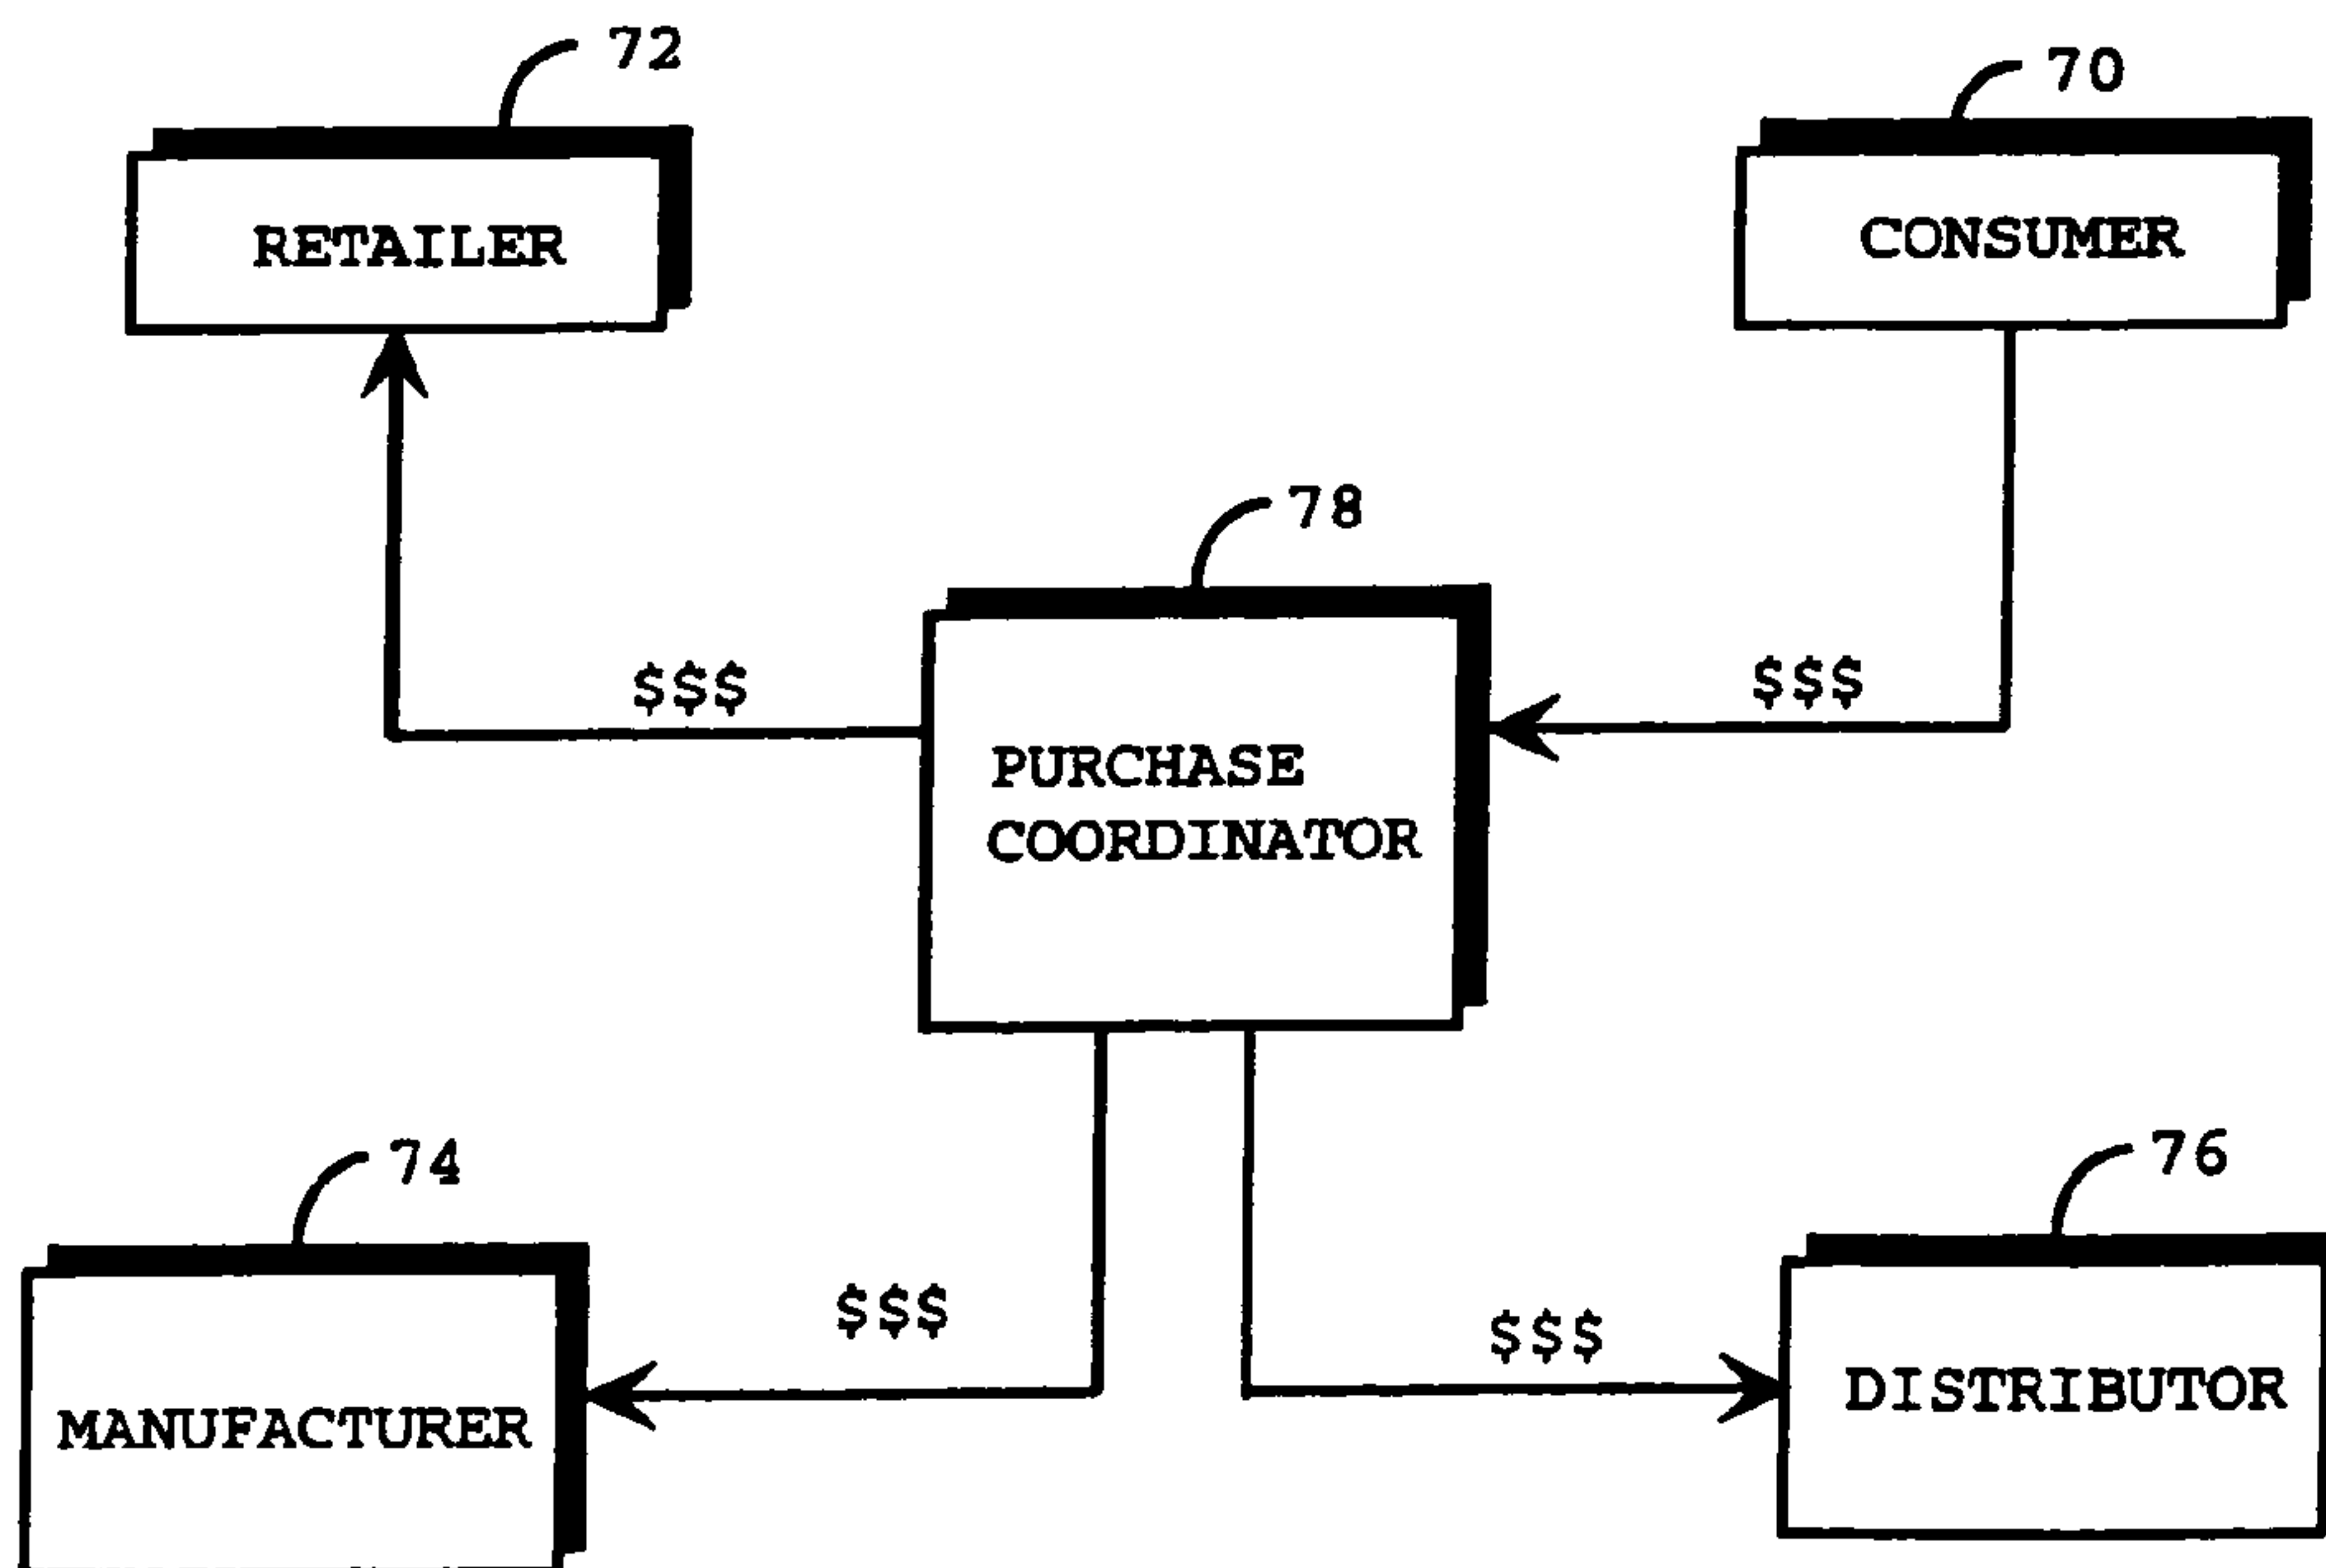 72
70
RETAILER
CONSUMER
78
$$$
$$$
PURCHASE
COORDINATOR
74
76
$$$
$$$
MANUFACTURER
DISTRIBUTOR